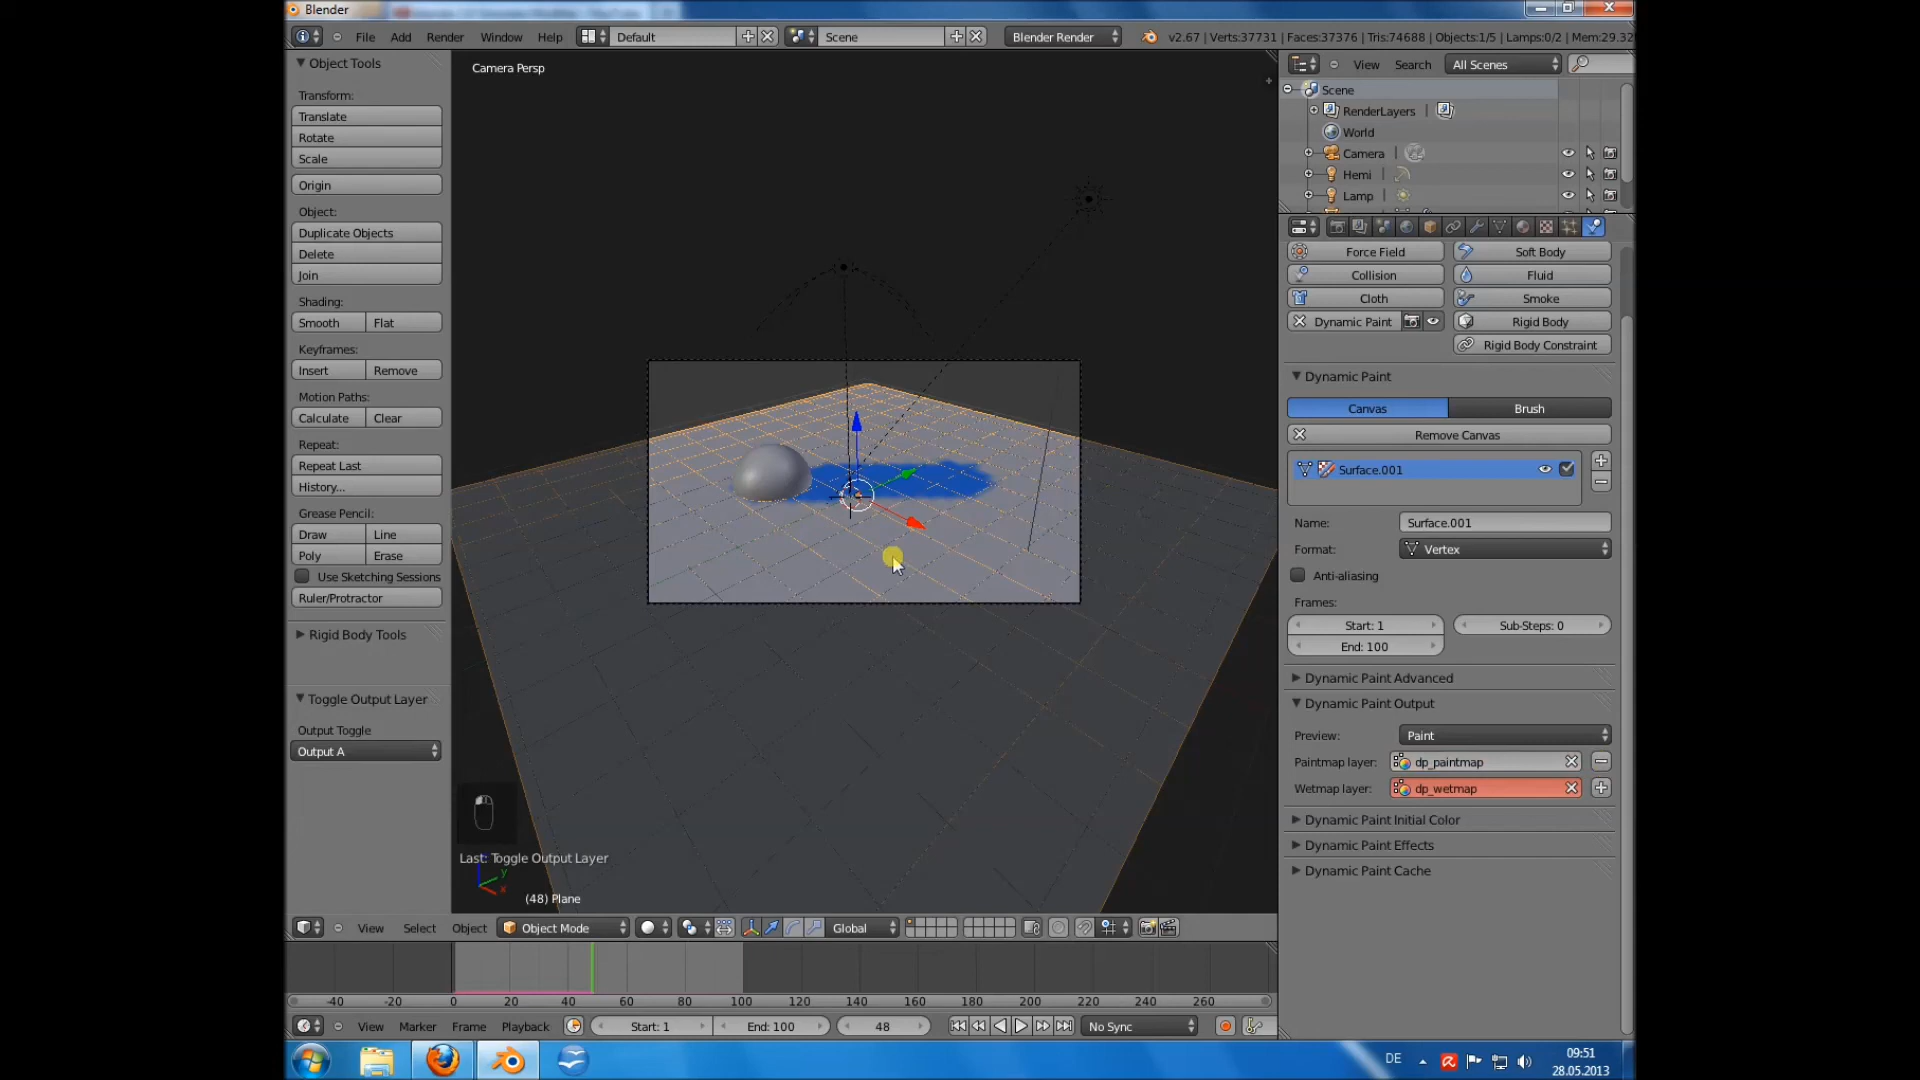 Blender
File Add Render Window Help Default Scene Blender Render v2.67 | Verts:37731 | Faces:37376 | Tris:74688 | Objects:1/5 | Lamps:0/2 | Mem:29.32
Object Tools
Transform:
Translate
Rotate
Scale
Origin
Object:
Duplicate Objects
Delete
Join
Shading:
Smooth Flat
Keyframes:
Insert Remove
Motion Paths:
Calculate Clear
Repeat:
Repeat Last
History...
Grease Pencil:
Draw Line
Poly Erase
Use Sketching Sessions
Ruler/Protractor
Rigid Body Tools
Toggle Output Layer
Output Toggle
Output A
Camera Persp
Last: Toggle Output Layer
z
y
x
(48) Plane
View Select Object Object Mode Global
-40 -20 0 20 40 60 80 100 120 140 160 180 200 220 240 260
View Marker Frame Playback Start: 1 End: 100 48 No Sync
View Search All Scenes
Scene
RenderLayers |
World
Camera |
Hemi |
Lamp |
Force Field Soft Body
Collision Fluid
Cloth Smoke
Dynamic Paint Rigid Body
Rigid Body Constraint
Dynamic Paint
Canvas Brush
Remove Canvas
Surface.001
Name: Surface.001
Format: Vertex
Anti-aliasing
Frames:
Start: 1 Sub-Steps: 0
End: 100
Dynamic Paint Advanced
Dynamic Paint Output
Preview: Paint
Paintmap layer: dp_paintmap
Wetmap layer: dp_wetmap
Dynamic Paint Initial Color
Dynamic Paint Effects
Dynamic Paint Cache
DE 09:51
28.05.2013